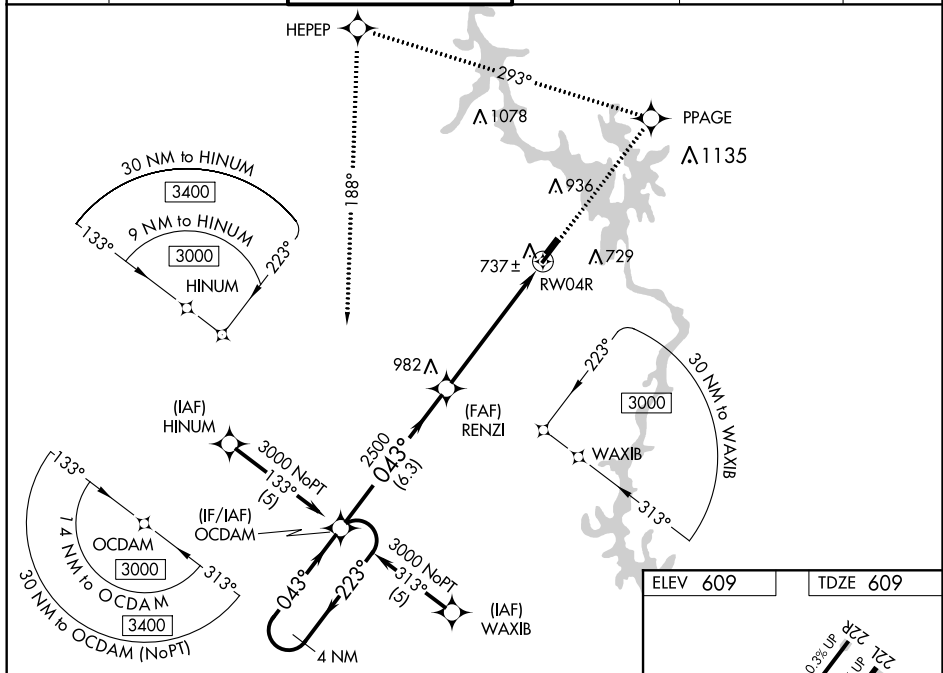 HEPEP
293°
PPAGE
1078
1135
30 NM to HINUM
3400
9 NM to HINUM
133°
3000
223°
HINUM
188°
936
737 ±
729
RW04R
982
(FAF)
RENZI
223°
30 NM to WAXIB
3000
WAXIB
313°
(IAF)
HINUM
3000 NoPT
133°
(5)
2500
043°
(6.3)
(IF/IAF)
OCDAM
133°
OCDAM
3000
313°
14 NM to OCDAM
3400
30 NM to OCDAM (NoPT)
043°
223°
3000 NoPT
313°
(5)
(IAF)
WAXIB
4 NM
ELEV 609
TDZE 609
22R
22L
0.3% UP
UP